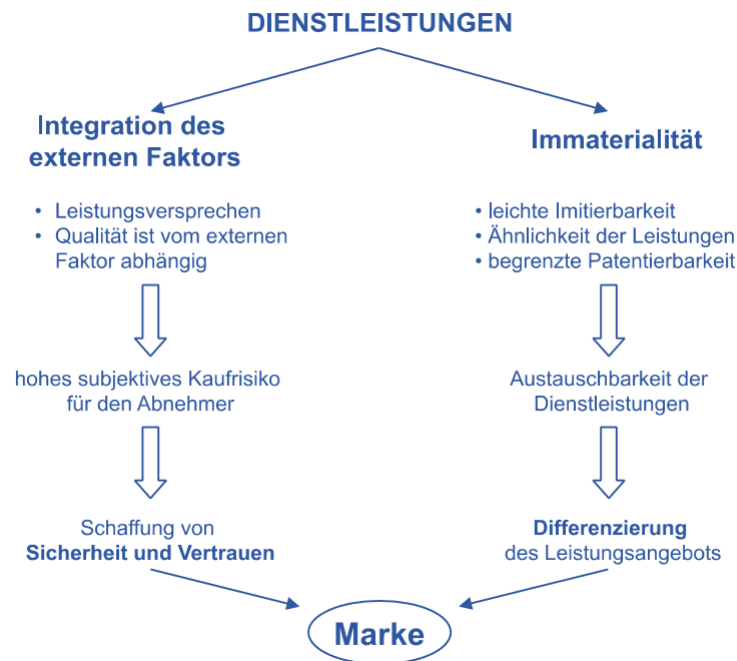 DIENSTLEISTUNGEN
Integration des
externen Faktors
• Leistungsversprechen
• Qualität ist vom externen
Faktor abhängig
hohes subjektives Kaufrisiko
für den Abnehmer
Schaffung von
Sicherheit und Vertrauen
Immaterialität
• leichte Imitierbarkeit
• Ähnlichkeit der Leistungen
• begrenzte Patentierbarkeit
Austauschbarkeit der
Dienstleistungen
Differenzierung
des Leistungsangebots
Marke